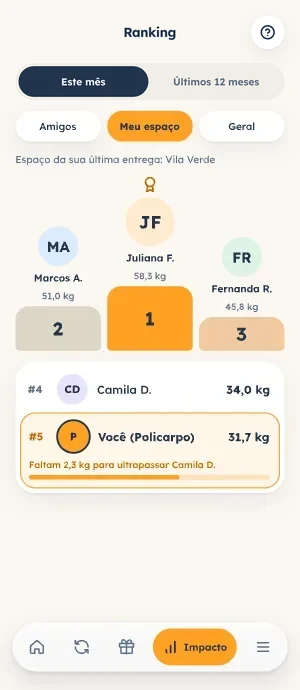 Ranking
Este mês
Últimos 12 meses
Amigos
Meu espaço
Geral
Espaço da sua última entrega: Vila Verde
JF
MA
FR
Juliana F.
58,3 kg
Marcos A.
51,0 kg
Fernanda R.
45,8 kg
2
1
3
#4 CD Camila D. 34,0 kg
#5 P Você (Policarpo) 31,7 kg
Faltam 2,3 kg para ultrapassar Camila D.
Impacto